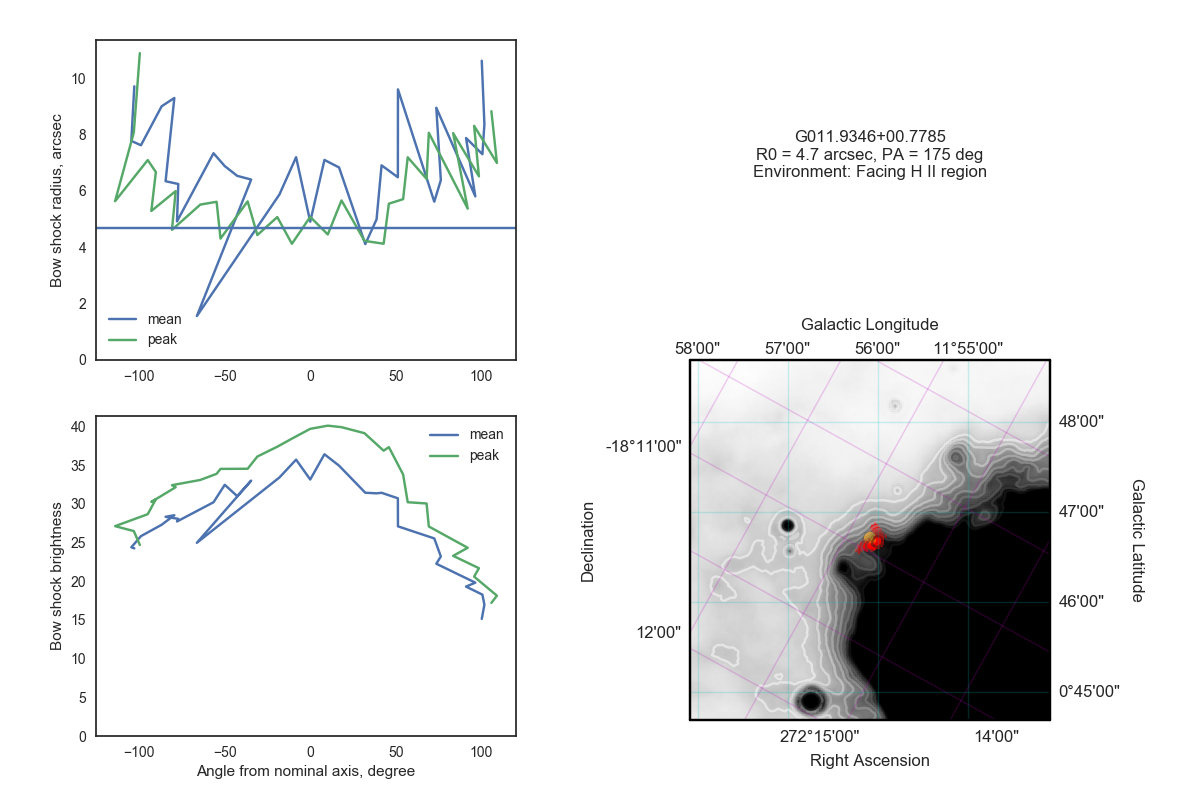 Bow shock radius, arcsec
10
8
6
4
2
0
mean
peak
−100 −50 0 50 100
Bow shock brightness
40
35
30
25
20
15
10
5
0
mean
peak
−100 −50 0 50 100
Angle from nominal axis, degree
G011.9346+00.7785
R0 = 4.7 arcsec, PA = 175 deg
Environment: Facing H II region
Galactic Longitude
58'00" 57'00" 56'00" 11°55'00"
-18°11'00"
12'00"
Declination
48'00"
47'00"
46'00"
0°45'00"
Galactic Latitude
272°15'00" 14'00"
Right Ascension